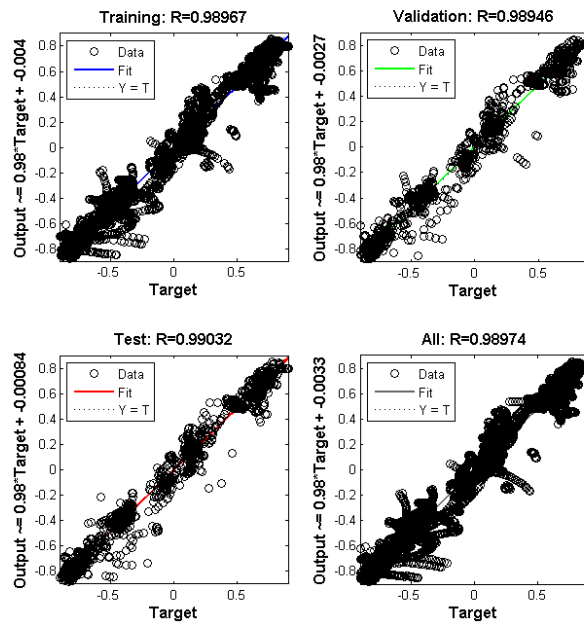 Training: R=0.98967
Output ~= 0.98*Target + -0.004
0.8
0.6
0.4
0.2
0
-0.2
-0.4
-0.6
-0.8
Data
Fit
Y = T
-0.5
0
0.5
Target
Validation: R=0.98946
Output ~= 0.98*Target + -0.0027
0.8
0.6
0.4
0.2
0
-0.2
-0.4
-0.6
-0.8
Data
Fit
Y = T
-0.5
0
0.5
Target
Test: R=0.99032
Output ~= 0.98*Target + -0.00084
0.8
0.6
0.4
0.2
0
-0.2
-0.4
-0.6
-0.8
Data
Fit
Y = T
-0.5
0
0.5
Target
All: R=0.98974
Output ~= 0.98*Target + -0.0033
0.8
0.6
0.4
0.2
0
-0.2
-0.4
-0.6
-0.8
Data
Fit
Y = T
-0.5
0
0.5
Target